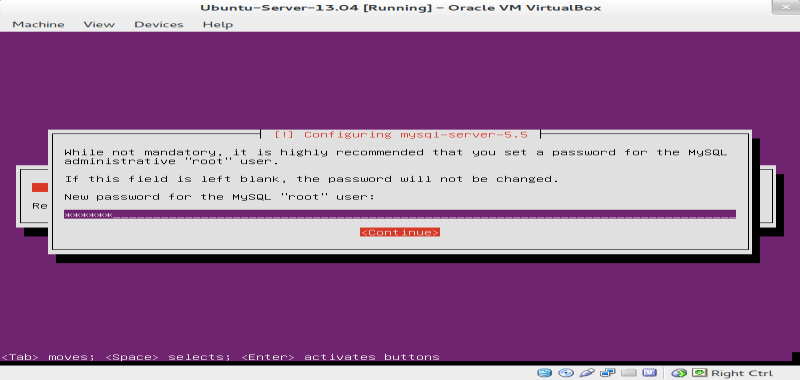 Ubuntu-Server-13.04 [Running] - Oracle VM VirtualBox
Machine View Devices Help
[!] Configuring mysql-server-5.5
While not mandatory, it is highly recommended that you set a password for the MySQL
administrative "root" user.
If this field is left blank, the password will not be changed.
New password for the MySQL "root" user:
*******
<Continue>
Re
<Tab> moves; <Space> selects; <Enter> activates buttons
Right Ctrl